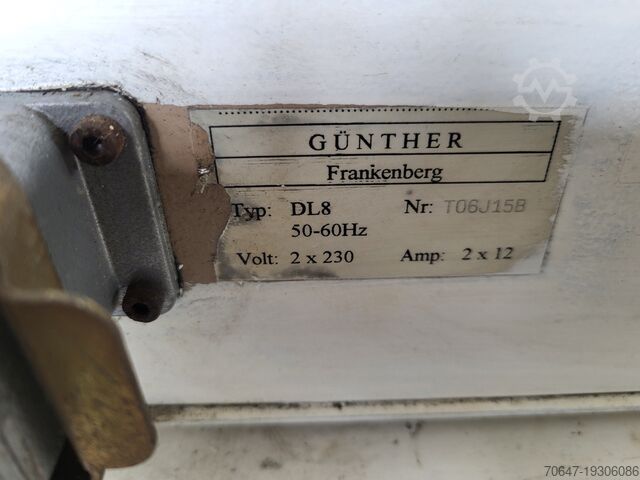 GÜNTHER
Frankenberg
Typ: DL8 Nr: T06J15B
50-60Hz
Volt: 2 x 230 Amp: 2 x 12
70647-19306086